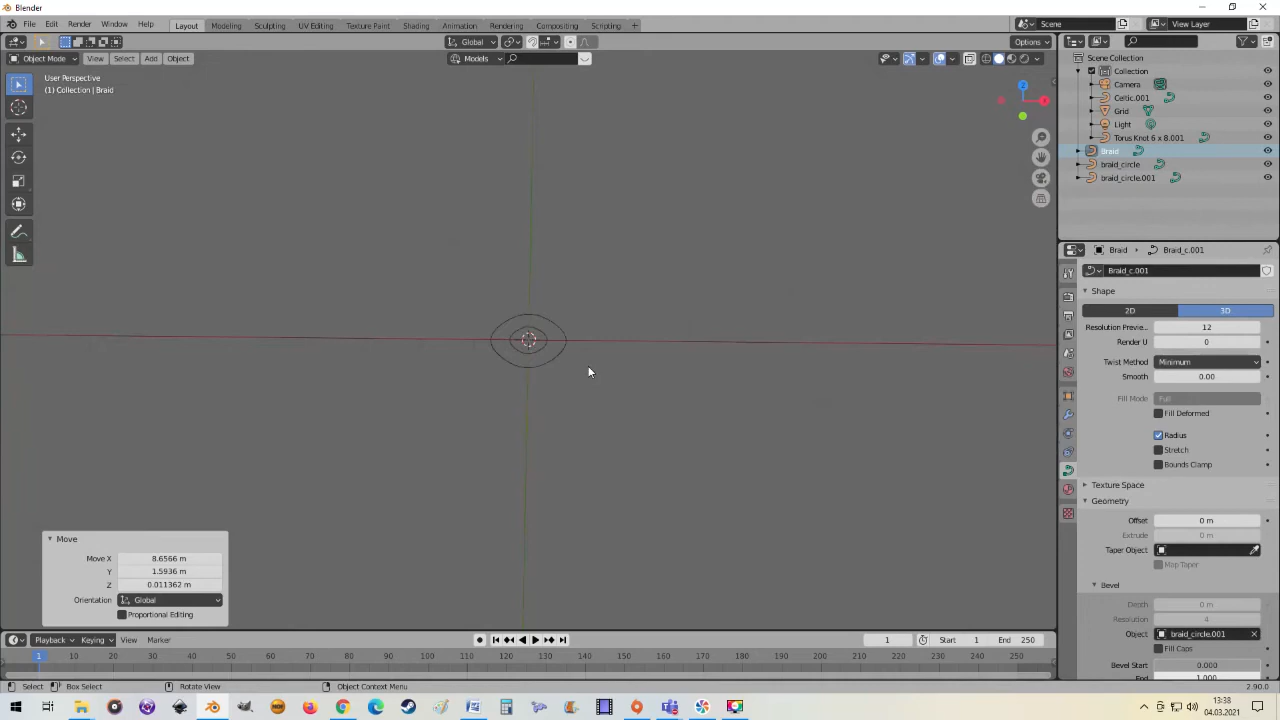 Blender
File Edit Render Window Help Layout Modeling Sculpting UV Editing Texture Paint Shading Animation Rendering Compositing Scripting + Scene View Layer
Global Options
Object Mode View Select Add Object Models
User Perspective
(1) Collection | Braid
Z
X
Scene Collection
Collection
Camera
Celtic.001
Grid
Light
Torus Knot 6 x 8.001
Braid
braid_circle
braid_circle.001
Braid Braid_c.001
Braid_c.001
Shape
2D 3D
Resolution Previe... 12
Render U 0
Twist Method Minimum
Smooth 0.00
Fill Mode Full
Fill Deformed
Radius
Stretch
Bounds Clamp
Texture Space
Geometry
Offset 0 m
Extrude 0 m
Taper Object
Map Taper
Bevel
Depth 0 m
Resolution 4
Object braid_circle.001
Fill Caps
Bevel Start 0.000
End 1.000
Move
Move X 8.6566 m
Y 1.5936 m
Z 0.011362 m
Orientation Global
Proportional Editing
Playback Keying View Marker 1 Start 1 End 250
1 10 20 30 40 50 60 70 80 90 100 110 120 130 140 150 160 170 180 190 200 210 220 230 240 250
Select Box Select Rotate View Object Context Menu 2.90.0
13:38
04.03.2021